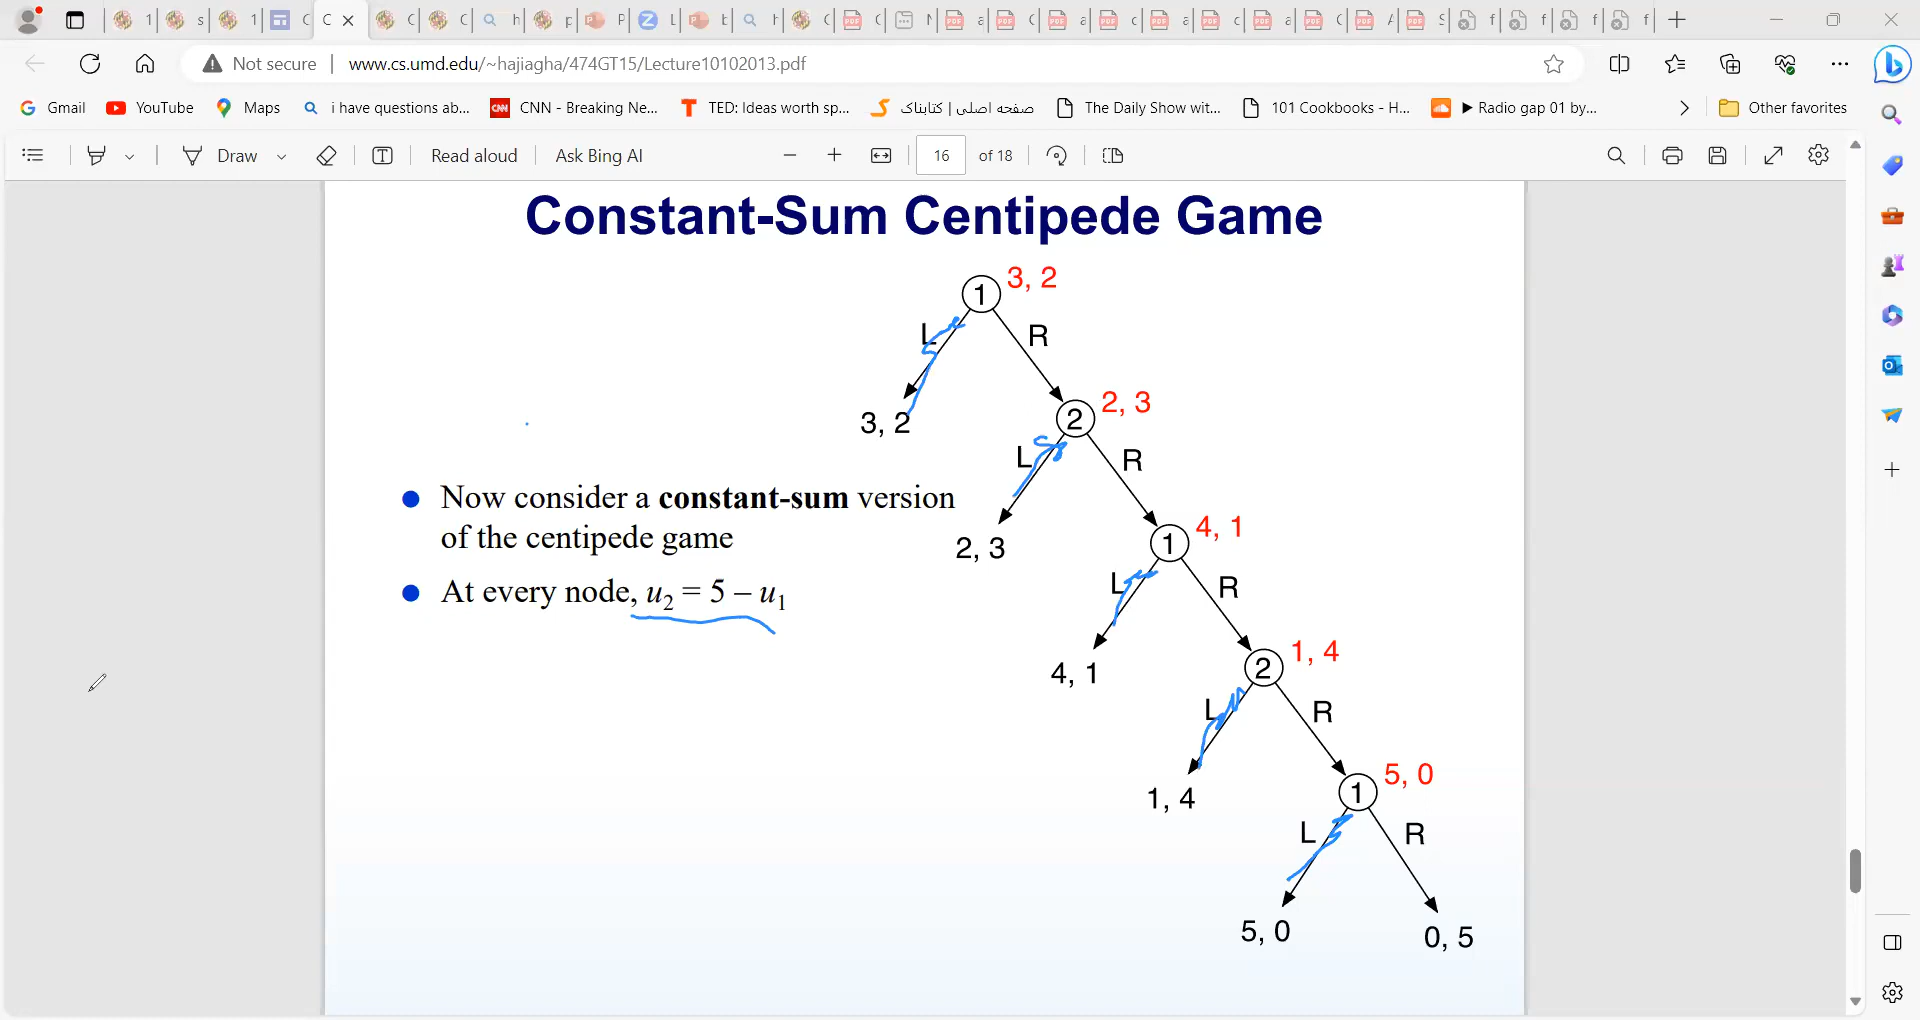 1 s 1 C C C C h p P L b h C C N a C a c a c a C A S f f f f
Not secure | www.cs.umd.edu/~hajiagha/474GT15/Lecture10102013.pdf
Gmail YouTube Maps i have questions ab... CNN - Breaking Ne... TED: Ideas worth sp... صفحه اصلی | کتابناک The Daily Show wit... 101 Cookbooks - H... ▶ Radio gap 01 by... Other favorites
Draw Read aloud Ask Bing AI 16 of 18
Constant-Sum Centipede Game
1 3, 2
L R
3, 2 2 2, 3
L R
Now consider a constant-sum version
of the centipede game
2, 3 1 4, 1
At every node, u2 = 5 – u1
L R
4, 1 2 1, 4
L R
1, 4 1 5, 0
L R
5, 0 0, 5